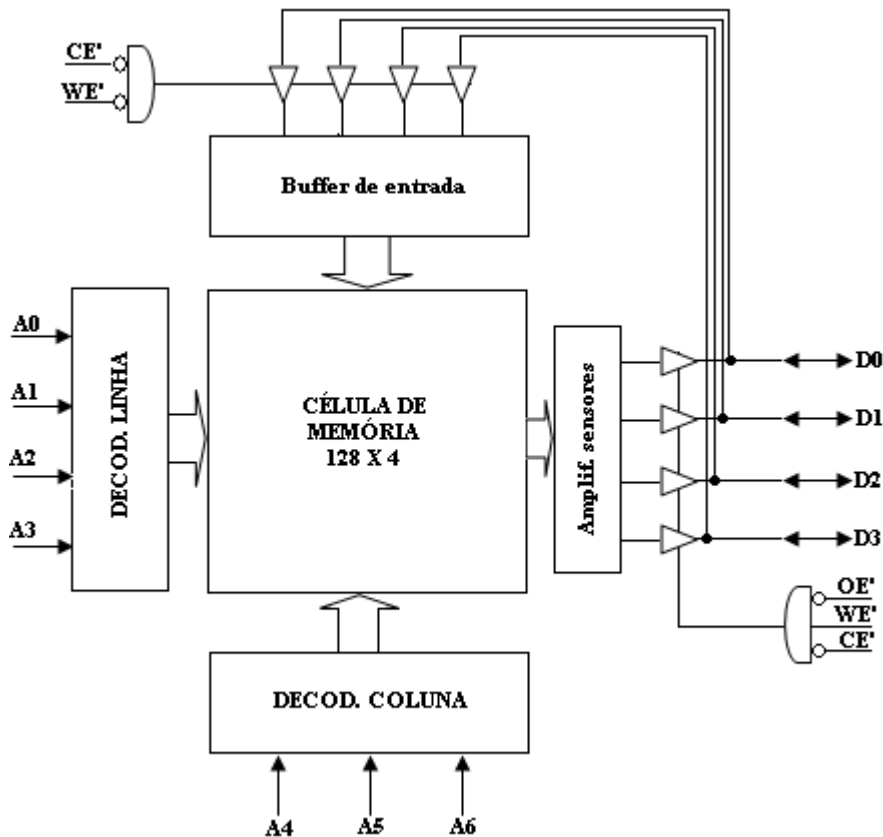 CE'
WE'
Buffer de entrada
A0
A1
A2
A3
DECOD. LINHA
CÉLULA DE
MEMÓRIA
128 X 4
Amplif. sensores
D0
D1
D2
D3
OE'
WE'
CE'
DECOD. COLUNA
A4
A5
A6